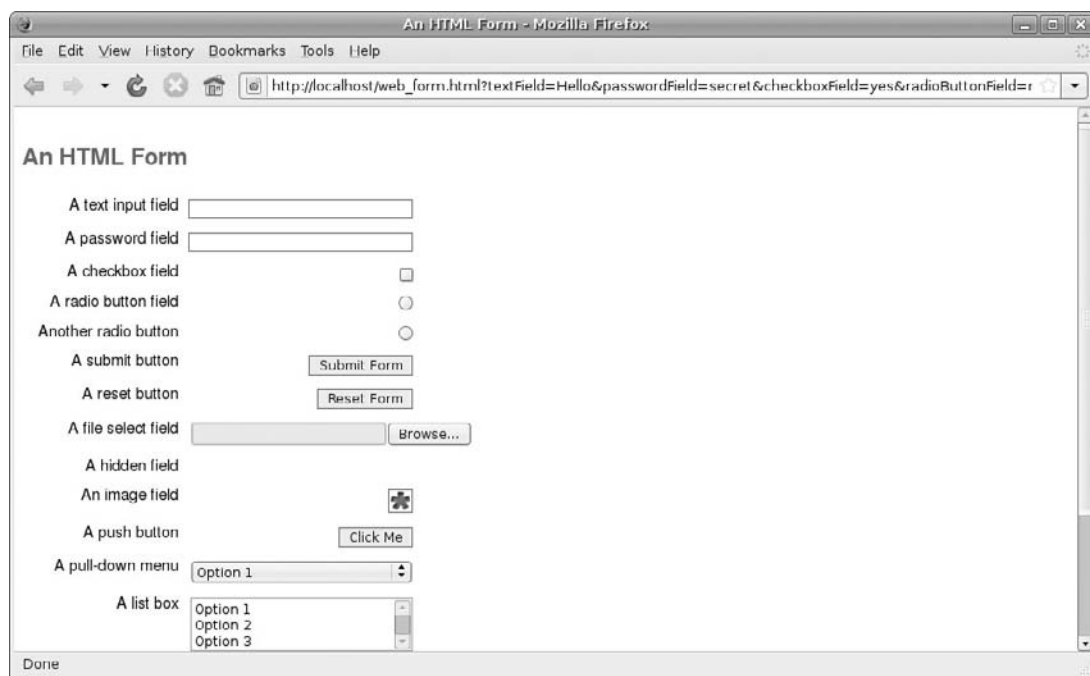 An HTML Form - Mozilla Firefox
File Edit View History Bookmarks Tools Help
http://localhost/web_form.html?textField=Hello&passwordField=secret&checkboxField=yes&radioButtonField=r
An HTML Form
A text input field
A password field
A checkbox field
A radio button field
Another radio button
A submit button Submit Form
A reset button Reset Form
A file select field Browse...
A hidden field
An image field
A push button Click Me
A pull-down menu Option 1
A list box Option 1
Option 2
Option 3
Done